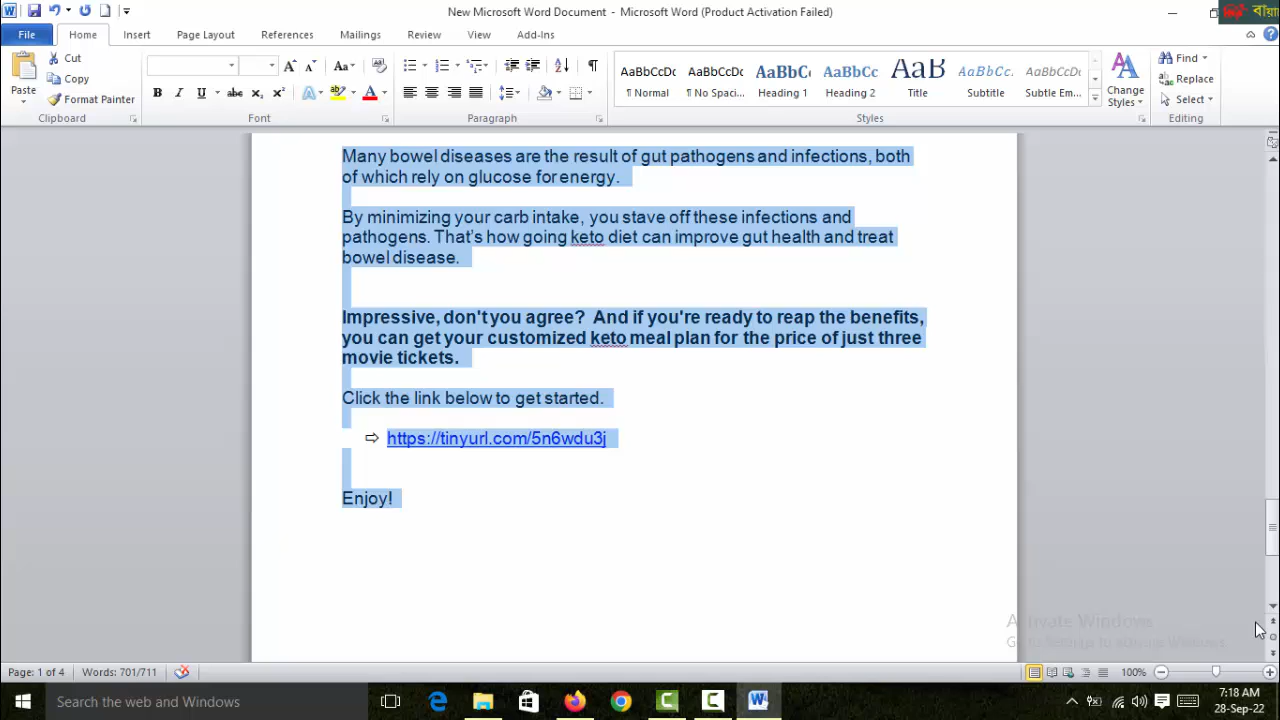 New Microsoft Word Document - Microsoft Word (Product Activation Failed)
বায়া
File Home Insert Page Layout References Mailings Review View Add-Ins
Paste
Cut
Copy
Format Painter
Clipboard
Font
Paragraph
AaBbCcDc AaBbCcDc AaBbCc AaBbCc AaB AaBbCc. AaBbCcDc
¶ Normal ¶ No Spaci... Heading 1 Heading 2 Title Subtitle Subtle Em...
Styles
Change Styles
Find
Replace
Select
Editing
Many bowel diseases are the result of gut pathogens and infections, both
of which rely on glucose for energy.
By minimizing your carb intake, you stave off these infections and
pathogens. That's how going keto diet can improve gut health and treat
bowel disease.
Impressive, don't you agree?  And if you're ready to reap the benefits,
you can get your customized keto meal plan for the price of just three
movie tickets.
Click the link below to get started.
⇨ https://tinyurl.com/5n6wdu3j
Enjoy!
Activate Windows
Go to Settings to activate Windows.
Page: 1 of 4 Words: 701/711 100%
Search the web and Windows
7:18 AM
28-Sep-22